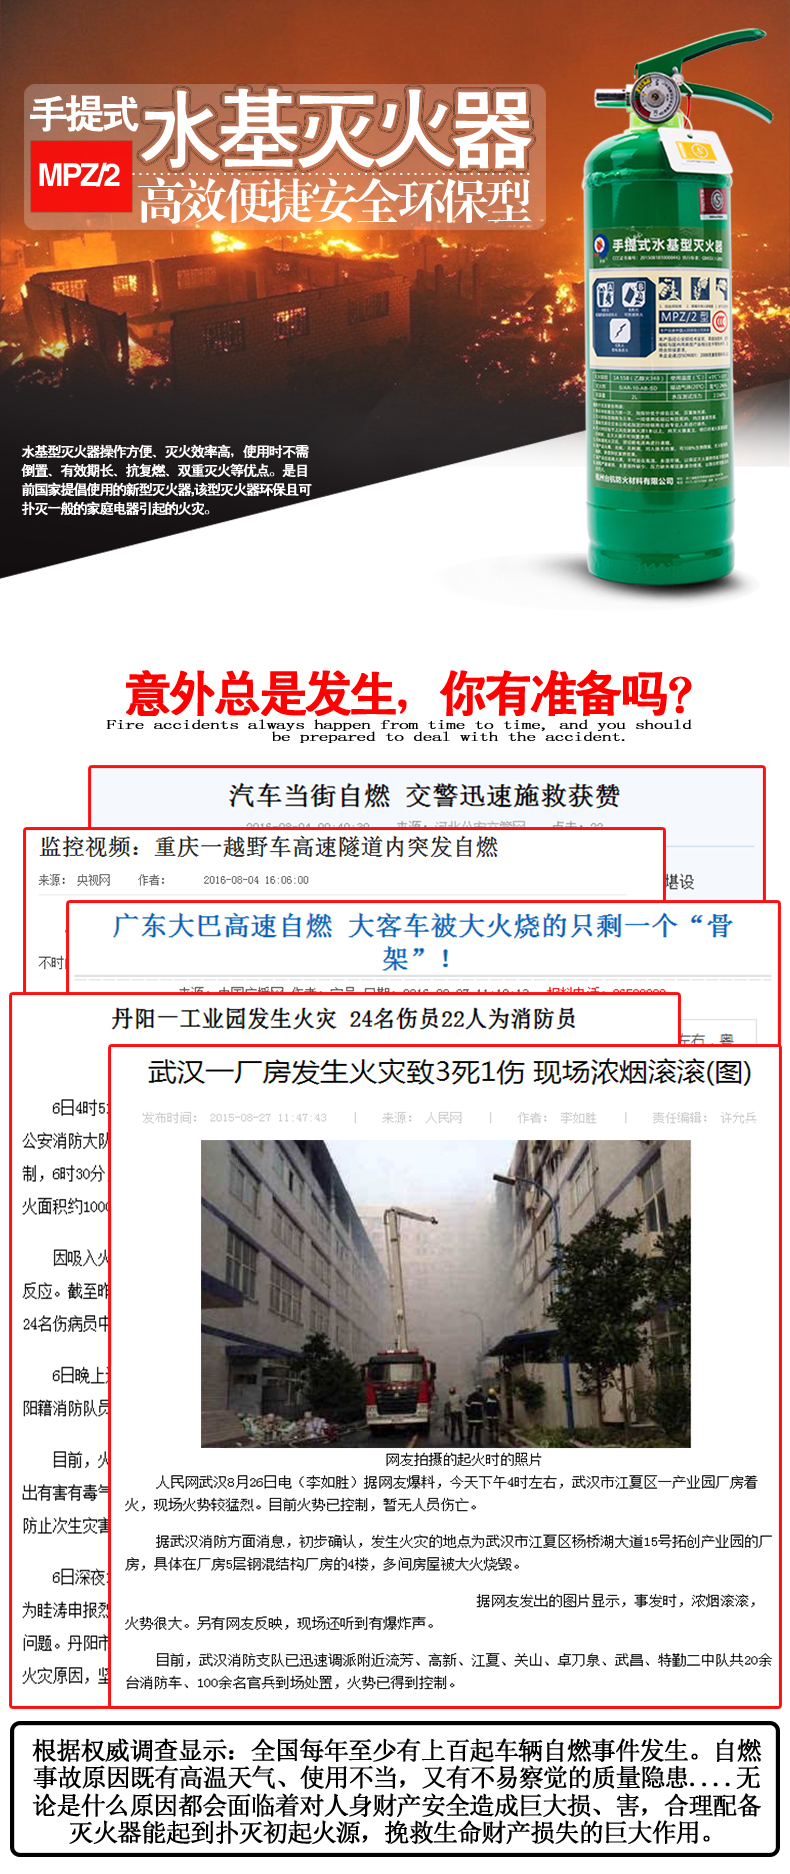 手提式
水基灭火器
MPZ/2
高效便捷安全环保型
手提式水基型灭火器
A
B
MPZ/2 型
2L
杭州台钒防火材料有限公司
水基型灭火器操作方便、灭火效率高，使用时不需
倒置、有效期长、抗复燃、双重灭火等优点。是目
前国家提倡使用的新型灭火器,该型灭火器环保且可
扑灭一般的家庭电器引起的火灾。
意外总是发生，你有准备吗?
Fire accidents always happen from time to time, and you should
be prepared to deal with the accident.
汽车当街自燃 交警迅速施救获赞
堪设
监控视频：重庆一越野车高速隧道内突发自燃
来源： 央视网 作者： 2016-08-04 16:06:00
不时
广东大巴高速自燃 大客车被大火烧的只剩一个“骨
架”！
丹阳一工业园发生火灾 24名伤员22人为消防员
6日4时5
公安消防大队
制，6时30分
火面积约1000
因吸入火
反应。截至昨
24名伤病员中
6日晚上
阳籍消防队员
目前，火
出有害有毒气
防止次生灾害
6日深夜
为眭涛申报烈
问题。丹阳市
火灾原因，坚
武汉一厂房发生火灾致3死1伤 现场浓烟滚滚(图)
发布时间： 2015-08-27 11:47:43 | 来源： 人民网 | 作者： 李如胜 | 责任编辑： 许允兵
网友拍摄的起火时的照片
人民网武汉8月26日电（李如胜）据网友爆料，今天下午4时左右，武汉市江夏区一产业园厂房着
火，现场火势较猛烈。目前火势已控制，暂无人员伤亡。
据武汉消防方面消息，初步确认，发生火灾的地点为武汉市江夏区杨桥湖大道15号拓创产业园的厂
房，具体在厂房5层钢混结构厂房的4楼，多间房屋被大火烧毁。
据网友发出的图片显示，事发时，浓烟滚滚，
火势很大。另有网友反映，现场还听到有爆炸声。
目前，武汉消防支队已迅速调派附近流芳、高新、江夏、关山、卓刀泉、武昌、特勤二中队共20余
台消防车、100余名官兵到场处置，火势已得到控制。
根据权威调查显示：全国每年至少有上百起车辆自燃事件发生。自燃
事故原因既有高温天气、使用不当，又有不易察觉的质量隐患....无
论是什么原因都会面临着对人身财产安全造成巨大损、害，合理配备
灭火器能起到扑灭初起火源，挽救生命财产损失的巨大作用。